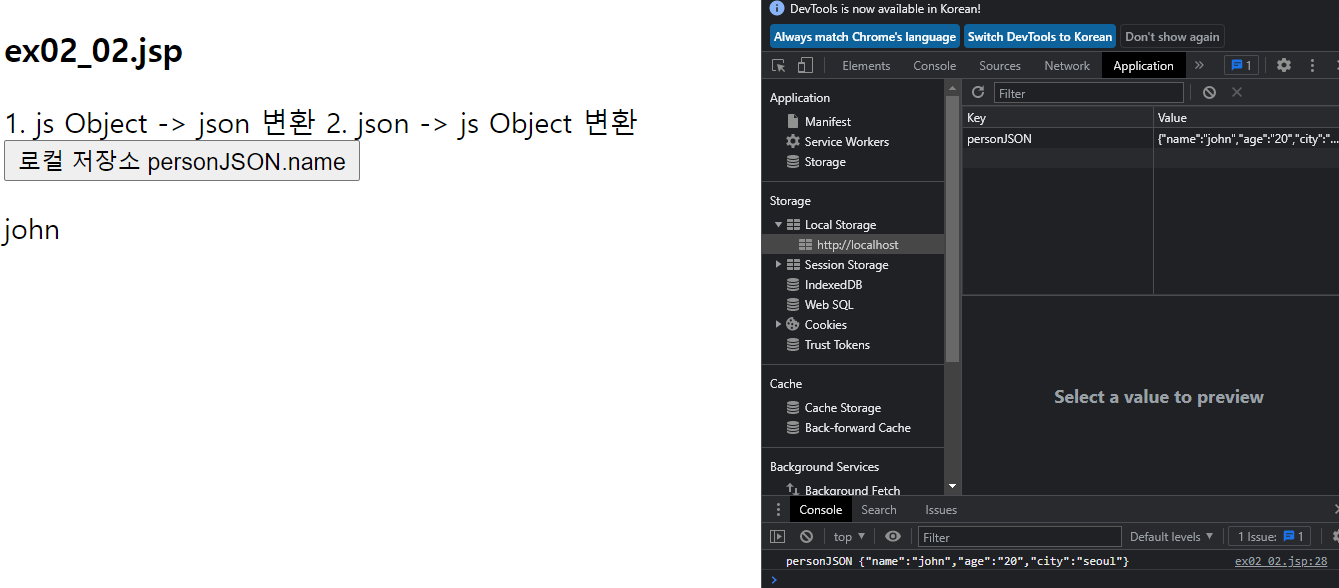 ex02_02.jsp
1. js Object -> json 변환 2. json -> js Object 변환
로컬 저장소 personJSON.name
john
DevTools is now available in Korean!
Always match Chrome's language Switch DevTools to Korean Don't show again
Elements Console Sources Network Application » 1
Application
Manifest
Service Workers
Storage
Storage
Local Storage
http://localhost
Session Storage
IndexedDB
Web SQL
Cookies
Trust Tokens
Cache
Cache Storage
Back-forward Cache
Background Services
Background Fetch
Filter
Key Value
personJSON {"name":"john","age":"20","city":"...
Select a value to preview
Console Search Issues
top ▼ Filter Default levels ▼ 1 Issue: 1
personJSON {"name":"john","age":"20","city":"seoul"} ex02_02.jsp:28
>